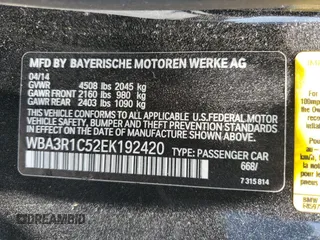 MFD BY BAYERISCHE MOTOREN WERKE AG
04/14
GVWR 4508 lbs 2045 kg
GAWR FRONT 2160 lbs 980 kg
GAWR REAR 2403 lbs 1090 kg
THIS VEHICLE CONFORMS TO ALL
APPLICABLE U.S. FEDERAL MOTOR
VEHICLE SAFETY, BUMPER, AND
THEFT PREVENTION STANDARDS IN
EFFECT ON THE DATE OF
MANUFACTURE SHOWN ABOVE.
WBA3R1C52EK192420 TYPE: PASSENGER CAR
668/
7 315 814
DREAMBID
BMW